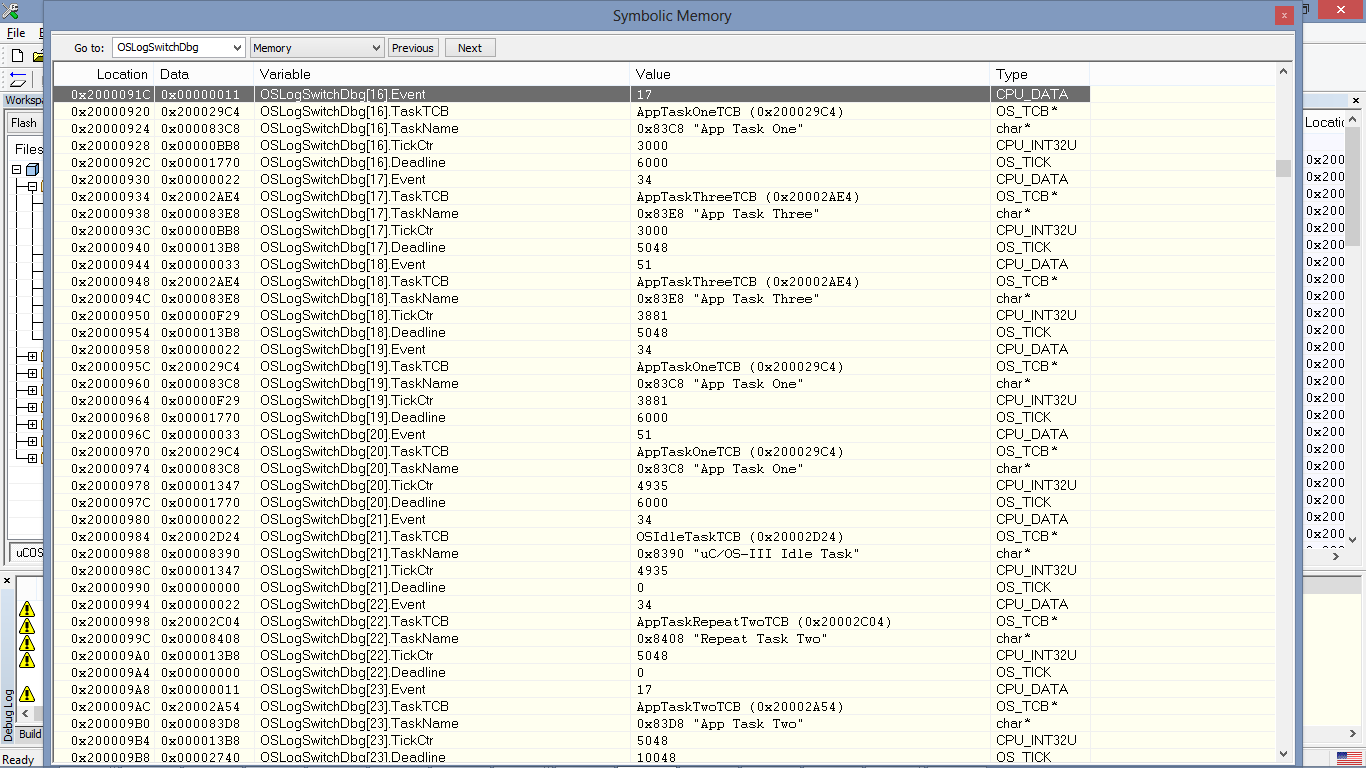 Symbolic Memory
File
Go to: OSLogSwitchDbg Memory Previous Next
Location Data Variable Value Type
0x2000091C 0x00000011 OSLogSwitchDbg[16].Event 17 CPU_DATA
0x20000920 0x200029C4 OSLogSwitchDbg[16].TaskTCB AppTaskOneTCB (0x200029C4) OS_TCB*
0x20000924 0x000083C8 OSLogSwitchDbg[16].TaskName 0x83C8 "App Task One" char*
0x20000928 0x00000BB8 OSLogSwitchDbg[16].TickCtr 3000 CPU_INT32U
0x2000092C 0x00001770 OSLogSwitchDbg[16].Deadline 6000 OS_TICK
0x20000930 0x00000022 OSLogSwitchDbg[17].Event 34 CPU_DATA
0x20000934 0x20002AE4 OSLogSwitchDbg[17].TaskTCB AppTaskThreeTCB (0x20002AE4) OS_TCB*
0x20000938 0x000083E8 OSLogSwitchDbg[17].TaskName 0x83E8 "App Task Three" char*
0x2000093C 0x00000BB8 OSLogSwitchDbg[17].TickCtr 3000 CPU_INT32U
0x20000940 0x000013B8 OSLogSwitchDbg[17].Deadline 5048 OS_TICK
0x20000944 0x00000033 OSLogSwitchDbg[18].Event 51 CPU_DATA
0x20000948 0x20002AE4 OSLogSwitchDbg[18].TaskTCB AppTaskThreeTCB (0x20002AE4) OS_TCB*
0x2000094C 0x000083E8 OSLogSwitchDbg[18].TaskName 0x83E8 "App Task Three" char*
0x20000950 0x00000F29 OSLogSwitchDbg[18].TickCtr 3881 CPU_INT32U
0x20000954 0x000013B8 OSLogSwitchDbg[18].Deadline 5048 OS_TICK
0x20000958 0x00000022 OSLogSwitchDbg[19].Event 34 CPU_DATA
0x2000095C 0x200029C4 OSLogSwitchDbg[19].TaskTCB AppTaskOneTCB (0x200029C4) OS_TCB*
0x20000960 0x000083C8 OSLogSwitchDbg[19].TaskName 0x83C8 "App Task One" char*
0x20000964 0x00000F29 OSLogSwitchDbg[19].TickCtr 3881 CPU_INT32U
0x20000968 0x00001770 OSLogSwitchDbg[19].Deadline 6000 OS_TICK
0x2000096C 0x00000033 OSLogSwitchDbg[20].Event 51 CPU_DATA
0x20000970 0x200029C4 OSLogSwitchDbg[20].TaskTCB AppTaskOneTCB (0x200029C4) OS_TCB*
0x20000974 0x000083C8 OSLogSwitchDbg[20].TaskName 0x83C8 "App Task One" char*
0x20000978 0x00001347 OSLogSwitchDbg[20].TickCtr 4935 CPU_INT32U
0x2000097C 0x00001770 OSLogSwitchDbg[20].Deadline 6000 OS_TICK
0x20000980 0x00000022 OSLogSwitchDbg[21].Event 34 CPU_DATA
0x20000984 0x20002D24 OSLogSwitchDbg[21].TaskTCB OSIdleTaskTCB (0x20002D24) OS_TCB*
0x20000988 0x00008390 OSLogSwitchDbg[21].TaskName 0x8390 "uC/OS-III Idle Task" char*
0x2000098C 0x00001347 OSLogSwitchDbg[21].TickCtr 4935 CPU_INT32U
0x20000990 0x00000000 OSLogSwitchDbg[21].Deadline 0 OS_TICK
0x20000994 0x00000022 OSLogSwitchDbg[22].Event 34 CPU_DATA
0x20000998 0x20002C04 OSLogSwitchDbg[22].TaskTCB AppTaskRepeatTwoTCB (0x20002C04) OS_TCB*
0x2000099C 0x00008408 OSLogSwitchDbg[22].TaskName 0x8408 "Repeat Task Two" char*
0x200009A0 0x000013B8 OSLogSwitchDbg[22].TickCtr 5048 CPU_INT32U
0x200009A4 0x00000000 OSLogSwitchDbg[22].Deadline 0 OS_TICK
0x200009A8 0x00000011 OSLogSwitchDbg[23].Event 17 CPU_DATA
0x200009AC 0x20002A54 OSLogSwitchDbg[23].TaskTCB AppTaskTwoTCB (0x20002A54) OS_TCB*
0x200009B0 0x000083D8 OSLogSwitchDbg[23].TaskName 0x83D8 "App Task Two" char*
0x200009B4 0x000013B8 OSLogSwitchDbg[23].TickCtr 5048 CPU_INT32U
0x200009B8 0x00002740 OSLogSwitchDbg[23].Deadline 10048 OS_TICK
Flash
Files
uCOS
Debug Log
Build
Ready